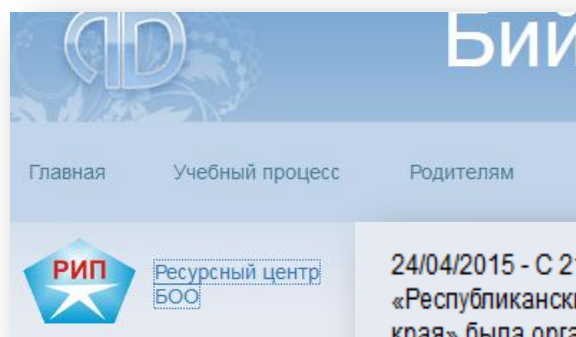 Бий
Главная Учебный процесс Родителям
РИП
Ресурсный центр
БОО
24/04/2015 - С 2
«Республиканск
края» была орга